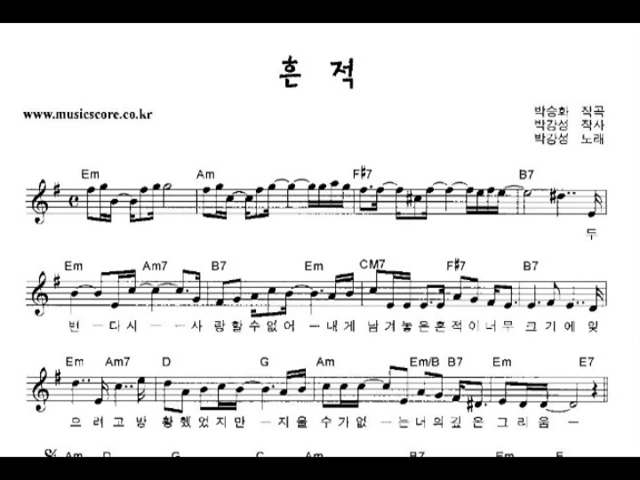 흔 적
www.musicscore.co.kr
박승화 작곡
박강성 작사
박강성 노래
Em Am F#7 B7
두
Em Am7 B7 Em CM7 F#7 B7
번 - 다 시 - - - 사 랑 할 수 없 어 - 내 게 남 겨 놓 은 흔 적 이 너 무 크 기 에 잊
Em Am7 D G Am Em/B B7 Em E7
으 려 고 방 황 했 었 지 만 - 지 울 수 가 없 - 는 너 의 깊 은 그 리 움 -
Am D G C Am B7 Em